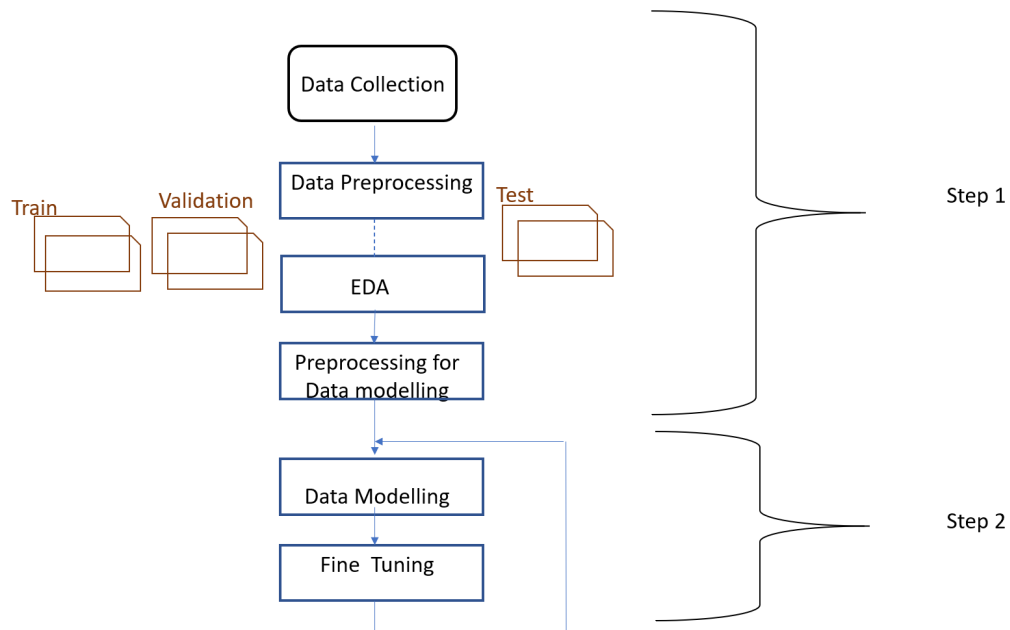 Data Collection
Data Preprocessing
Train
Validation
Test
Step 1
EDA
Preprocessing for
Data modelling
Data Modelling
Step 2
Fine Tuning